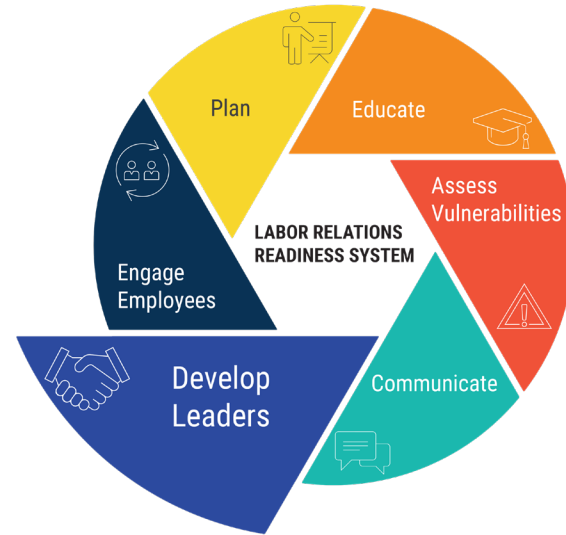 Plan
Educate
Assess
Vulnerabilities
LABOR RELATIONS
READINESS SYSTEM
Engage
Employees
Develop
Leaders
Communicate